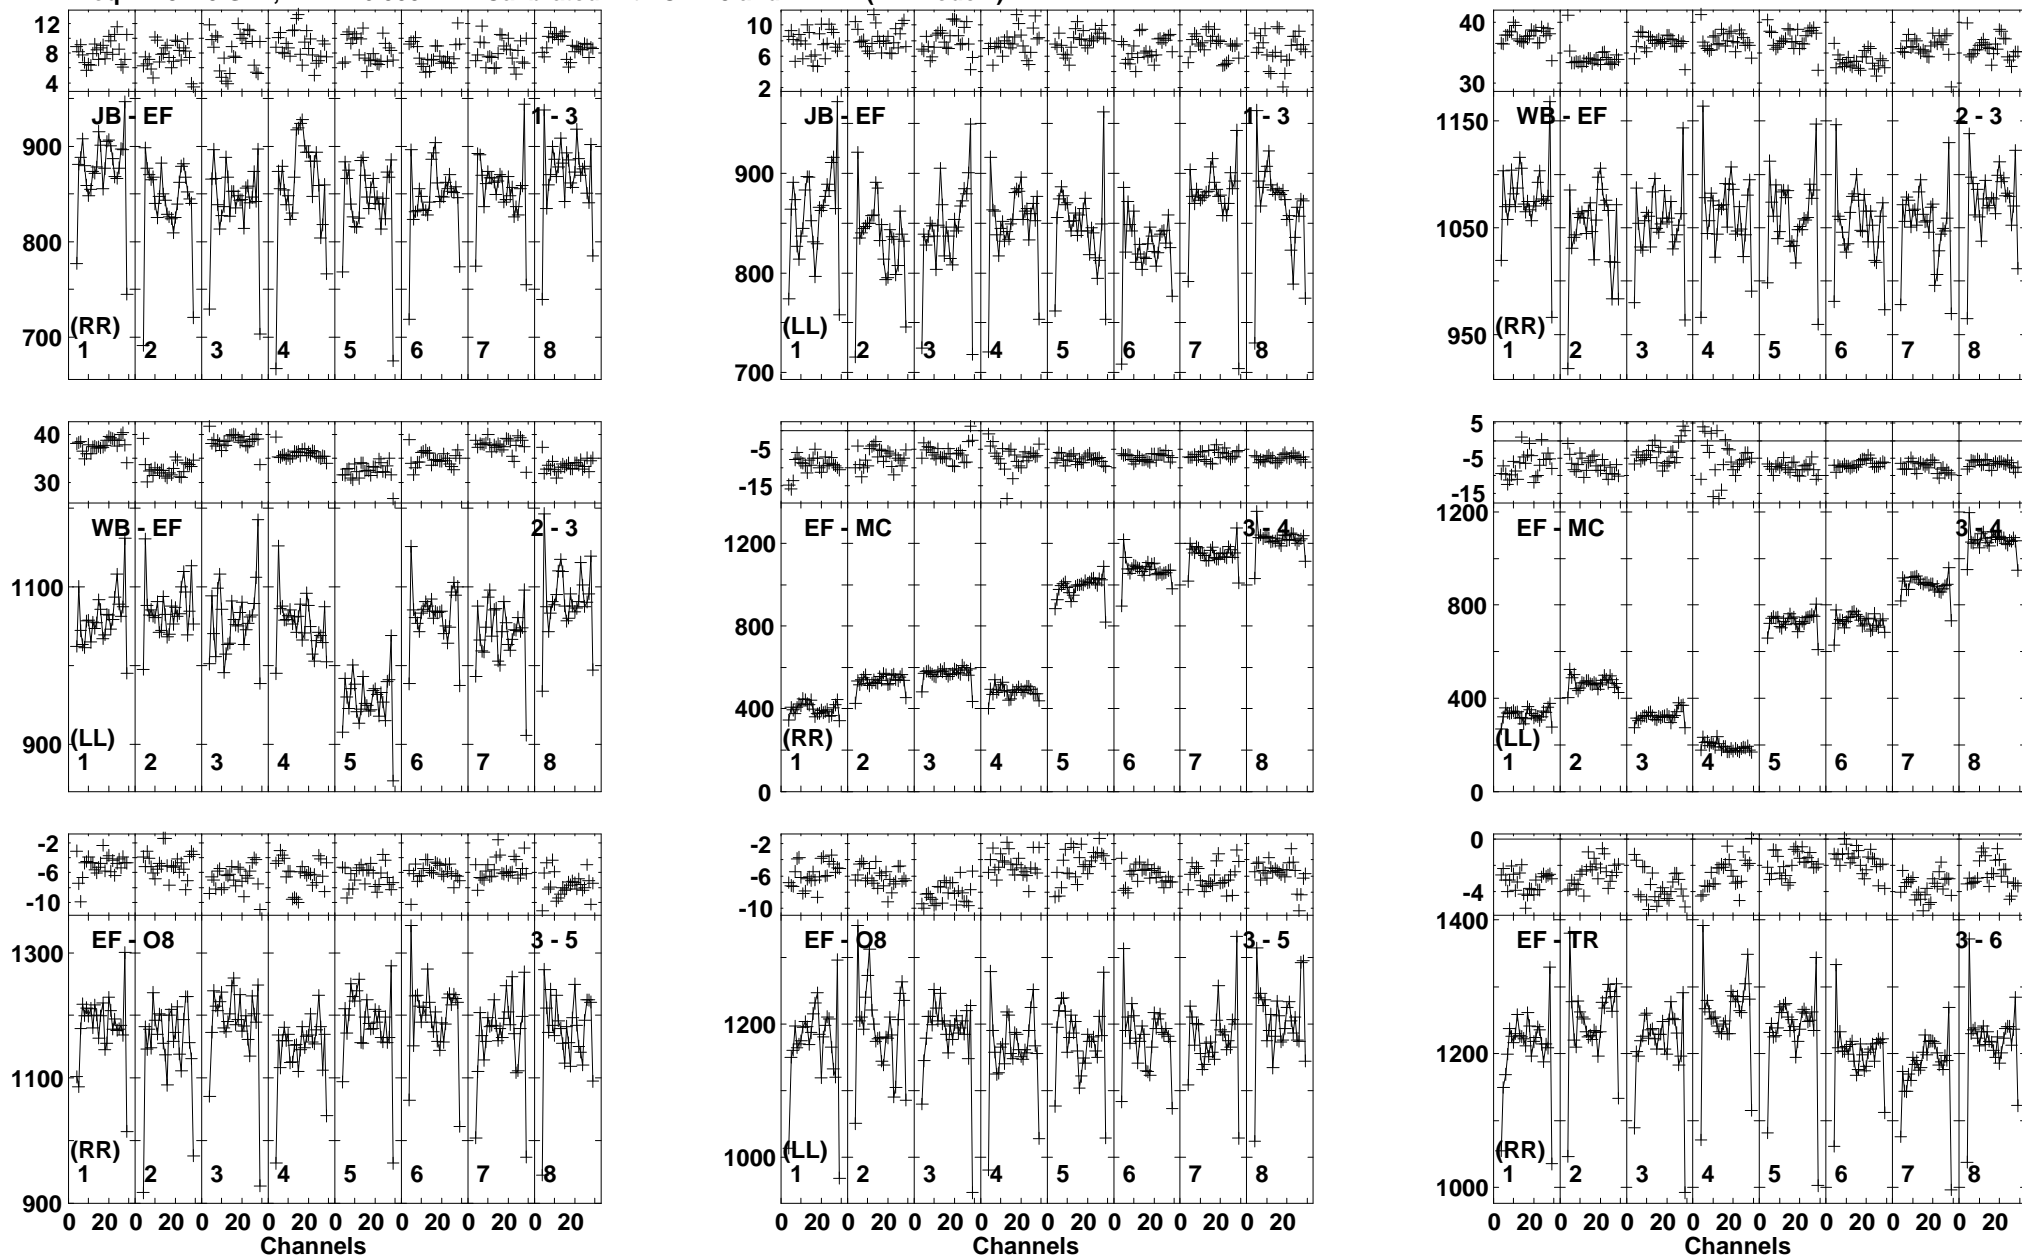 12 8 4
JB - EF 1 - 3
900
800
700
(RR)
1 2 3 4 5 6 7 8
10 6 2
JB - EF 1 - 3
900
800
700
(LL)
1 2 3 4 5 6 7 8
40 30
WB - EF 2 - 3
1150
1050
950
(RR)
1 2 3 4 5 6 7 8
40 30
WB - EF 2 - 3
1100
900
(LL)
1 2 3 4 5 6 7 8
-5 -15
EF - MC 3 - 4
1200
800
400
0
(RR)
1 2 3 4 5 6 7 8
5 -5 -15
EF - MC 3 - 4
1200
800
400
0
(LL)
1 2 3 4 5 6 7 8
-2 -6 -10
EF - O8 3 - 5
1300
1100
900
(RR)
1 2 3 4 5 6 7 8
0 20 0 20 0 20 0 20 0 20 0 20 0 20 0 20
Channels
-2 -6 -10
EF - O8 3 - 5
1200
1000
(LL)
1 2 3 4 5 6 7 8
0 20 0 20 0 20 0 20 0 20 0 20 0 20 0 20
Channels
0 -4
EF - TR 3 - 6
1400
1200
1000
(RR)
1 2 3 4 5 6 7 8
0 20 0 20 0 20 0 20 0 20 0 20 0 20 0 20
Channels